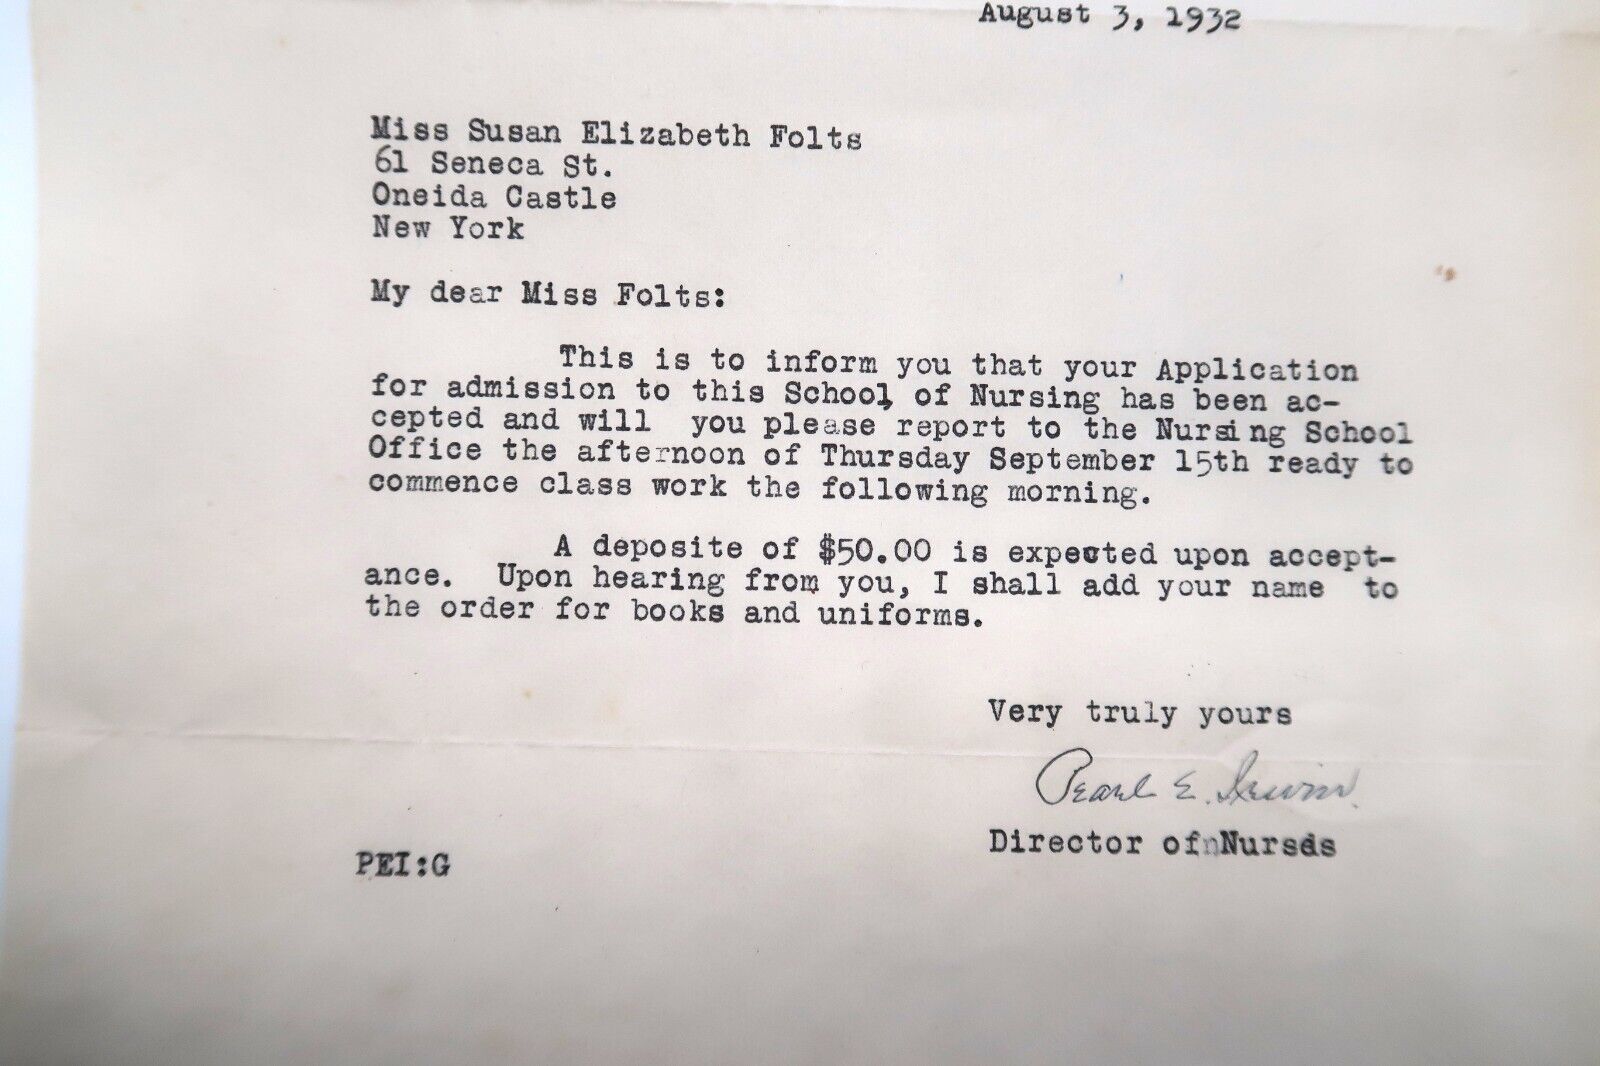 August 3, 1932
Miss Susan Elizabeth Folts
61 Seneca St.
Oneida Castle
New York
My dear Miss Folts:
This is to inform you that your Application
for admission to this School of Nursing has been ac-
cepted and will you please report to the Nursing School
Office the afternoon of Thursday September 15th ready to
commence class work the following morning.
A deposite of $50.00 is expected upon accept-
ance. Upon hearing from you, I shall add your name to
the order for books and uniforms.
Very truly yours
Pearl E. Irwin.
Director of Nurses
PEI:G